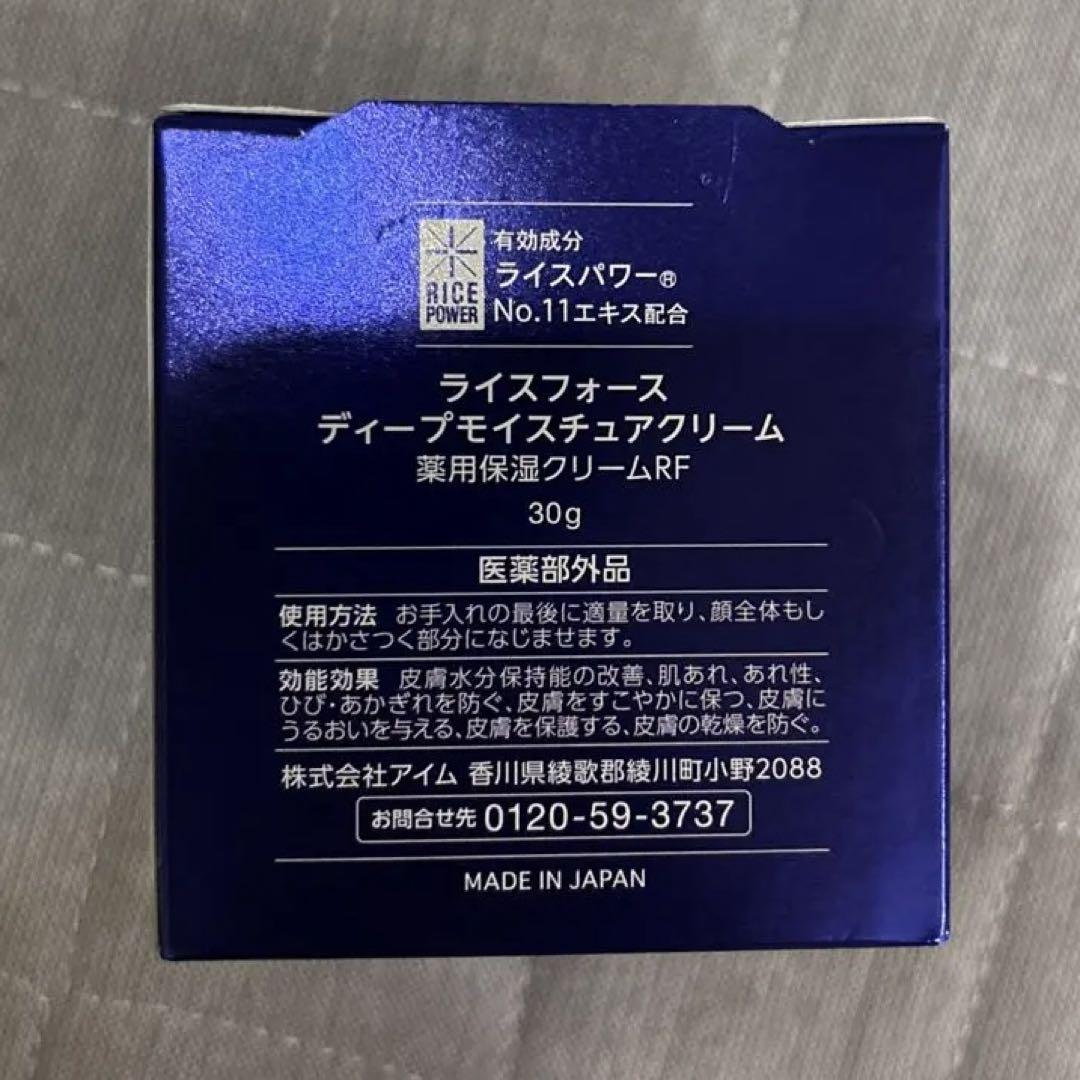 RICE
POWER
有効成分
ライスパワー®
No.11エキス配合
ライスフォース
ディープモイスチュアクリーム
薬用保湿クリームRF
30g
医薬部外品
使用方法 お手入れの最後に適量を取り、顔全体もし
くはかさつく部分になじませます。
効能効果 皮膚水分保持能の改善、肌あれ、あれ性、
ひび・あかぎれを防ぐ、皮膚をすこやかに保つ、皮膚に
うるおいを与える、皮膚を保護する、皮膚の乾燥を防ぐ。
株式会社アイム 香川県綾歌郡綾川町小野2088
お問合せ先 0120-59-3737
MADE IN JAPAN